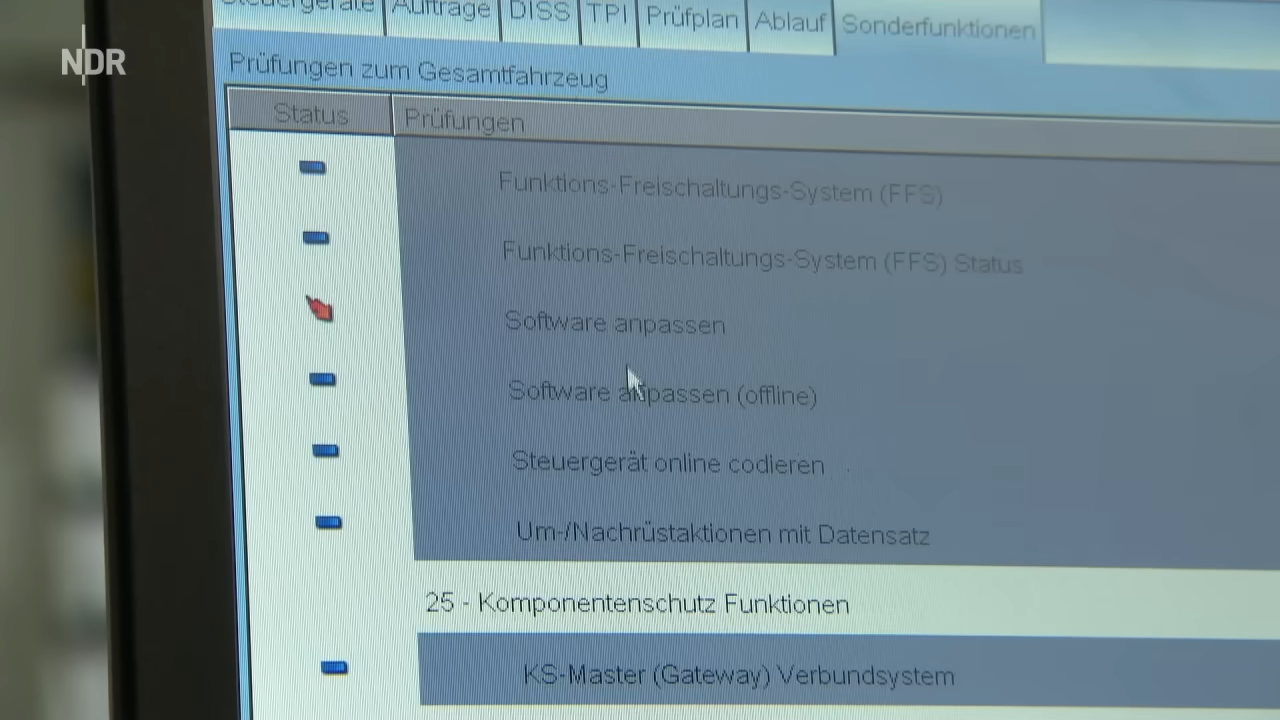 NDR
Steuergeräte Aufträge DISS TPI Prüfplan Ablauf Sonderfunktionen
Prüfungen zum Gesamtfahrzeug
Status Prüfungen
Funktions-Freischaltungs-System (FFS)
Funktions-Freischaltungs-System (FFS) Status
Software anpassen
Software anpassen (offline)
Steuergerät online codieren
Um-/Nachrüstaktionen mit Datensatz
25 - Komponentenschutz Funktionen
KS-Master (Gateway) Verbundsystem